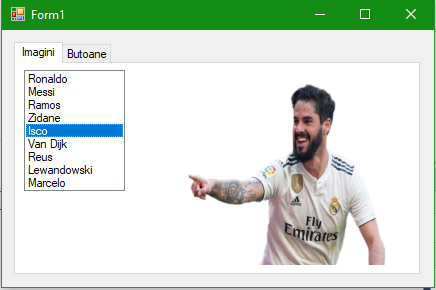 Form1
Imagini Butoane
Ronaldo
Messi
Ramos
Zidane
Isco
Van Dijk
Reus
Lewandowski
Marcelo
Fly
Emirates